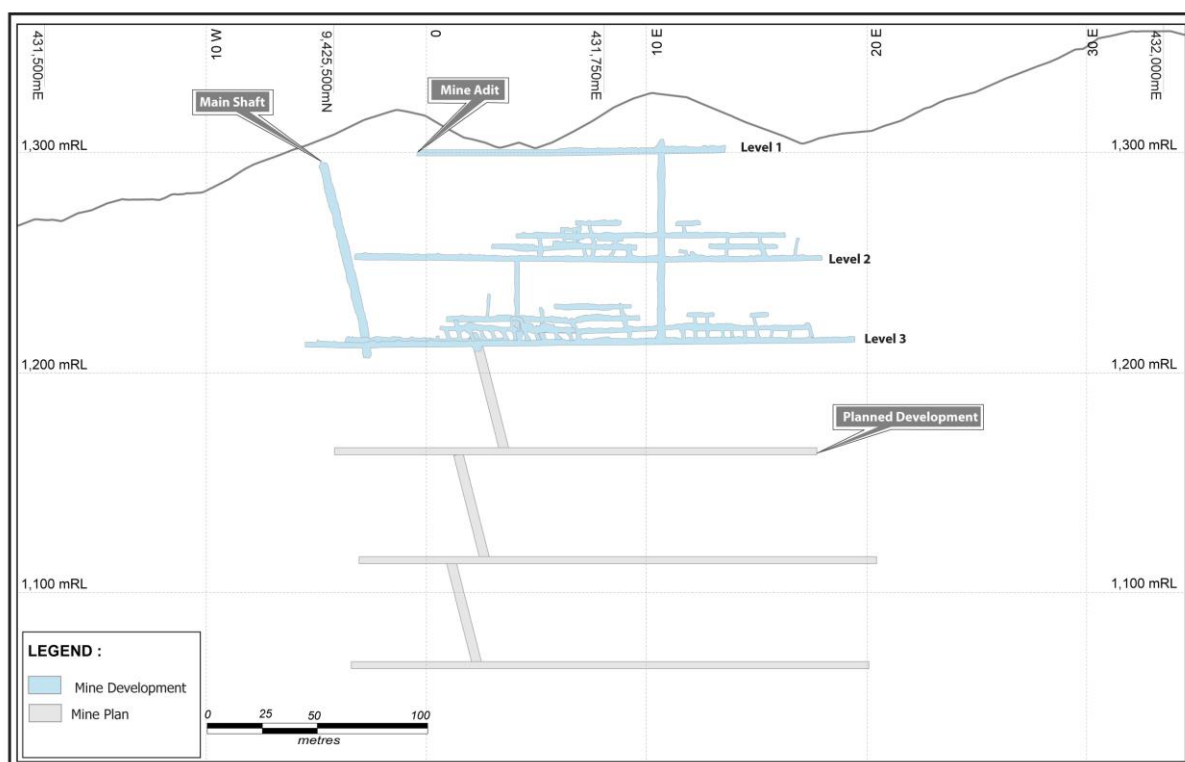 431,500mE
10 W
9,425,500mN
0
431,750mE
10 E
20 E
30 E
432,000mE
Main Shaft
Mine Adit
1,300 mRL
Level 1
1,300 mRL
Level 2
Level 3
1,200 mRL
1,200 mRL
Planned Development
1,100 mRL
1,100 mRL
LEGEND :
Mine Development
Mine Plan
0 25 50 100
metres